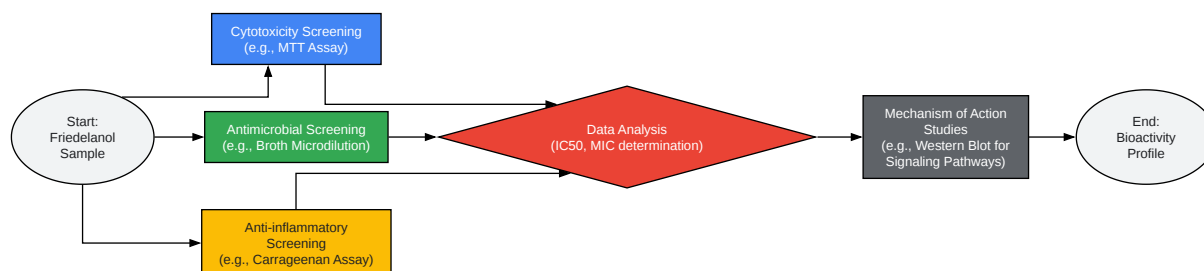 Cytotoxicity Screening
(e.g., MTT Assay)
Start:
Friedelanol
Sample
Antimicrobial Screening
(e.g., Broth Microdilution)
Anti-inflammatory
Screening
(e.g., Carrageenan Assay)
Data Analysis
(IC50, MIC determination)
Mechanism of Action
Studies
(e.g., Western Blot for
Signaling Pathways)
End:
Bioactivity
Profile